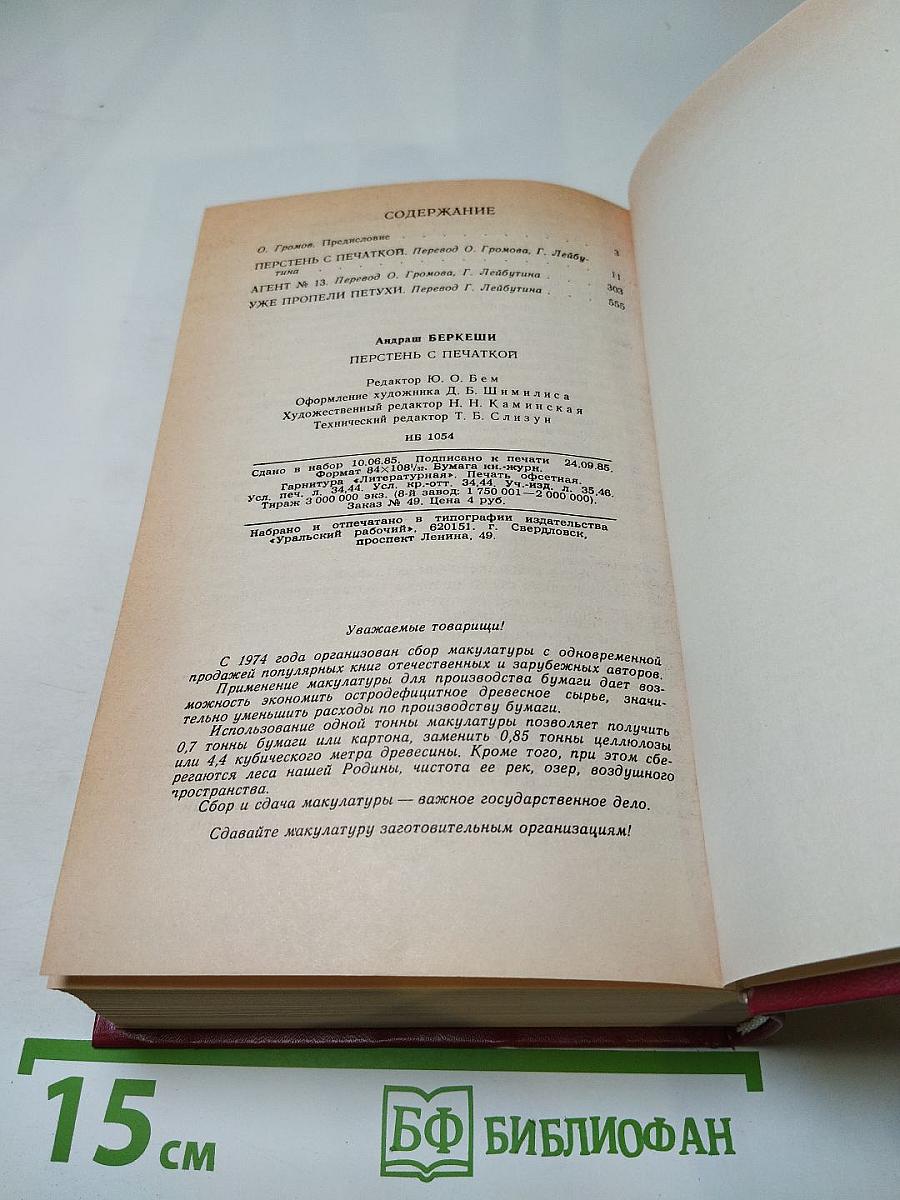 СОДЕРЖАНИЕ
О. Громов. Предисловие . . . . . . . . . . 3
ПЕРСТЕНЬ С ПЕЧАТКОЙ. Перевод О. Громова, Г. Лейбу-
тина . . . . . . . . . . . . 11
АГЕНТ № 13. Перевод О. Громова, Г. Лейбутина . . . 303
УЖЕ ПРОПЕЛИ ПЕТУХИ. Перевод Г. Лейбутина . . . 555
Андраш БЕРКЕШИ
ПЕРСТЕНЬ С ПЕЧАТКОЙ
Редактор Ю. О. Бем
Оформление художника Д. Б. Шимилиса
Художественный редактор Н. Н. Каминская
Технический редактор Т. Б. Слизун
ИБ 1054
Сдано в набор 10.06.85. Подписано к печати 24.09.85.
Формат 84×108¹/₃₂. Бумага кн.-журн.
Гарнитура «Литературная». Печать офсетная.
Усл. печ. л. 34,44. Усл. кр.-отт. 34,44. Уч.-изд. л. 35,46.
Тираж 3 000 000 экз. (8-й завод: 1 750 001—2 000 000).
Заказ № 49. Цена 4 руб.
Набрано и отпечатано в типографии издательства
«Уральский рабочий». 620151. г. Свердловск,
проспект Ленина, 49.
Уважаемые товарищи!
С 1974 года организован сбор макулатуры с одновременной
продажей популярных книг отечественных и зарубежных авторов.
Применение макулатуры для производства бумаги дает воз-
можность экономить остродефицитное древесное сырье, значи-
тельно уменьшить расходы по производству бумаги.
Использование одной тонны макулатуры позволяет получить
0,7 тонны бумаги или картона, заменить 0,85 тонны целлюлозы
или 4,4 кубического метра древесины. Кроме того, при этом сбе-
регаются леса нашей Родины, чистота ее рек, озер, воздушного
пространства.
Сбор и сдача макулатуры — важное государственное дело.
Сдавайте макулатуру заготовительным организациям!
15 см
БФ БИБЛИОФАН